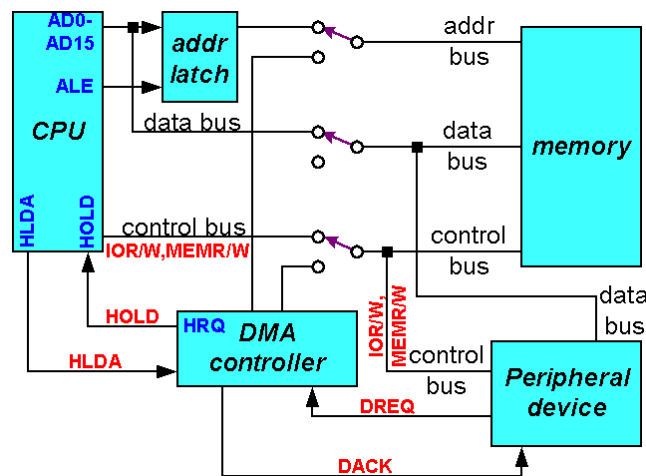 AD0-
AD15
ALE
CPU
HLDA
HOLD
addr
latch
addr
bus
data bus
data
bus
memory
control bus
IOR/W,MEMR/W
control
bus
HOLD
HRQ
DMA
controller
HLDA
IOR/W,
MEMR/W
control
bus
data
bus
Peripheral
device
DREQ
DACK